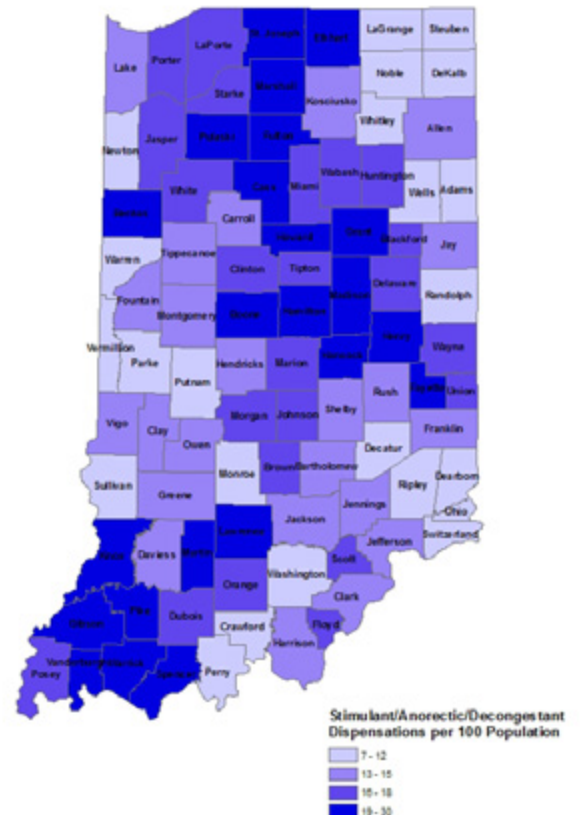 LaGrange Steuben
LaPorte
Porter
Lake
Noble DeKalb
Starke
Marshall
Kosciusko
Whitley
Allen
Newton
Jasper
Pulaski
Fulton
Wabash Huntington
Miami
White
Cass
Wells Adams
Benton
Carroll
Howard
Grant
Blackford
Jay
Warren
Tippecanoe
Clinton
Tipton
Madison
Delaware
Randolph
Fountain
Montgomery
Boone
Hamilton
Henry
Wayne
Vermillion
Parke
Putnam
Hendricks
Marion
Hancock
Rush
Fayette
Union
Vigo
Clay
Owen
Morgan Johnson
Shelby
Franklin
Decatur
Sullivan
Greene
Monroe
Brown
Bartholomew
Ripley
Dearborn
Ohio
Jennings
Jackson
Switzerland
Jefferson
Daviess
Martin
Lawrence
Scott
Washington
Orange
Clark
Pike
Dubois
Gibson
Crawford
Floyd
Harrison
Posey
Spencer
Perry
Stimulant/Anorectic/Decongestant
Dispensations per 100 Population
7 - 12
13 - 15
16 - 18
19 - 30